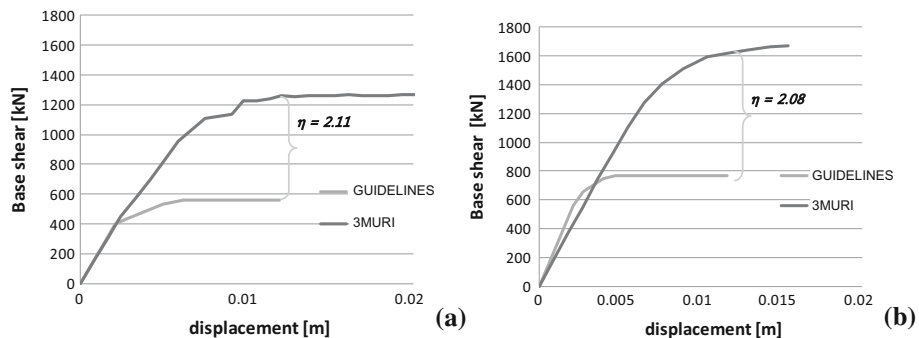 1800
1600
1400
1200
1000
800
600
400
200
0
Base shear [kN]
η = 2.11
GUIDELINES
3MURI
0
0.01
0.02
displacement [m]
(a)
1800
1600
1400
1200
1000
800
600
400
200
0
Base shear [kN]
η = 2.08
GUIDELINES
3MURI
0
0.005
0.01
0.015
0.02
displacement [m]
(b)